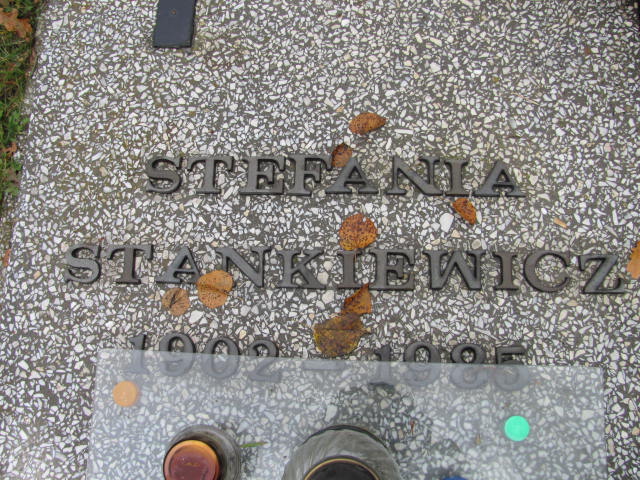 STEFANIA
STANKIEWICZ
1902 - 1985